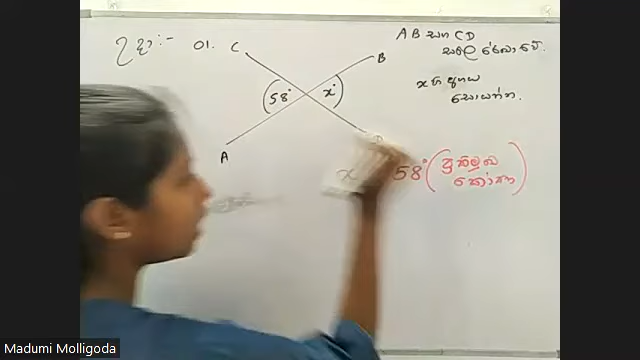 උදා:- 01.
C
B
58°
x°
A
D
AB සහ CD
සරල රේඛා වේ.
x හි අගය
සොයන්න.
x
58° (ප්‍රතිමුඛ
කෝණ)
Madumi Molligoda